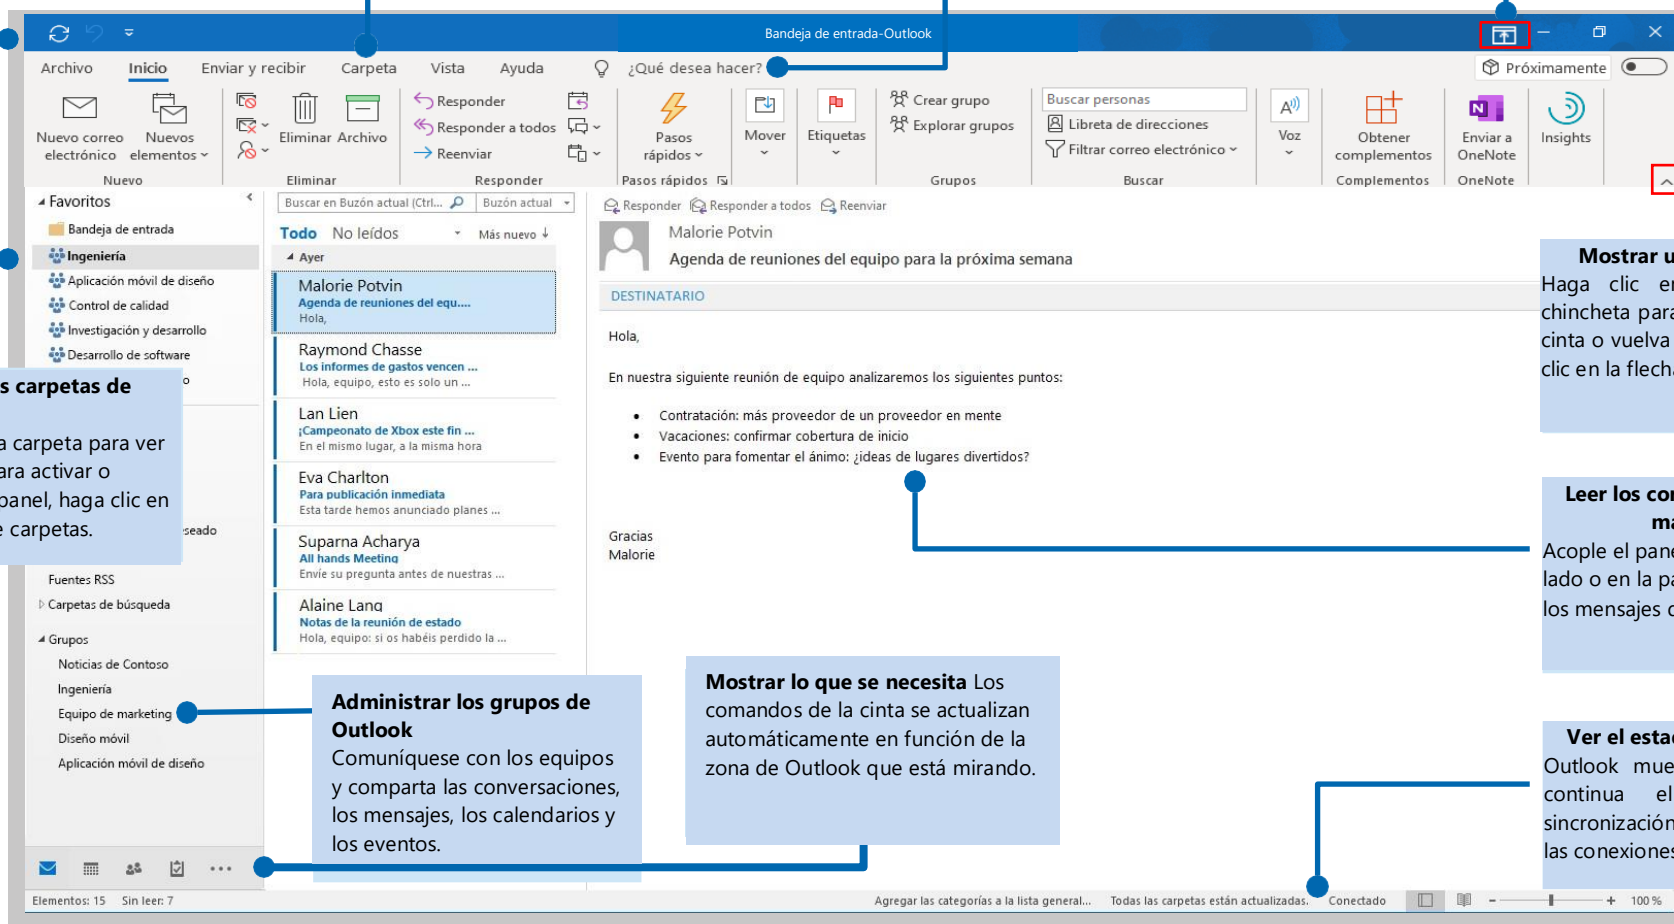 Bandeja de entrada-Outlook
Archivo Inicio Enviar y recibir Carpeta Vista Ayuda ¿Qué desea hacer? Próximamente
Nuevo correo electrónico
Nuevos elementos
Nuevo
Eliminar Archivo
Eliminar
Responder
Responder a todos
Reenviar
Responder
Pasos rápidos
Pasos rápidos
Mover
Etiquetas
Crear grupo
Explorar grupos
Grupos
Buscar personas
Libreta de direcciones
Filtrar correo electrónico
Buscar
Voz
Obtener complementos
Complementos
Enviar a OneNote
OneNote
Insights
Favoritos
Bandeja de entrada
Ingeniería
Aplicación móvil de diseño
Control de calidad
Investigación y desarrollo
Desarrollo de software
o
s carpetas de
a carpeta para ver
ara activar o
panel, haga clic en
e carpetas.
seado
Fuentes RSS
Carpetas de búsqueda
Grupos
Noticias de Contoso
Ingeniería
Equipo de marketing
Diseño móvil
Aplicación móvil de diseño
Buscar en Buzón actual (Ctrl... Buzón actual
Todo No leídos Más nuevo ↓
Ayer
Malorie Potvin
Agenda de reuniones del equ....
Hola,
Raymond Chasse
Los informes de gastos vencen ...
Hola, equipo, esto es solo un ...
Lan Lien
¡Campeonato de Xbox este fin ...
En el mismo lugar, a la misma hora
Eva Charlton
Para publicación inmediata
Esta tarde hemos anunciado planes ...
Suparna Acharya
All hands Meeting
Envíe su pregunta antes de nuestras ...
Alaine Lang
Notas de la reunión de estado
Hola, equipo: si os habéis perdido la ...
Responder Responder a todos Reenviar
Malorie Potvin
Agenda de reuniones del equipo para la próxima semana
DESTINATARIO
Hola,
En nuestra siguiente reunión de equipo analizaremos los siguientes puntos:
• Contratación: más proveedor de un proveedor en mente
• Vacaciones: confirmar cobertura de inicio
• Evento para fomentar el ánimo: ¿ideas de lugares divertidos?
Gracias
Malorie
Mostrar u
Haga clic en
chincheta para
cinta o vuelva
clic en la flecha
Leer los cor
má
Acople el pane
lado o en la pa
los mensajes d
Ver el estad
Outlook mue
continua el
sincronización
las conexiones
Administrar los grupos de
Outlook
Comuníquese con los equipos
y comparta las conversaciones,
los mensajes, los calendarios y
los eventos.
Mostrar lo que se necesita Los
comandos de la cinta se actualizan
automáticamente en función de la
zona de Outlook que está mirando.
Elementos: 15 Sin leer: 7 Agregar las categorías a la lista general... Todas las carpetas están actualizadas. Conectado 100 %